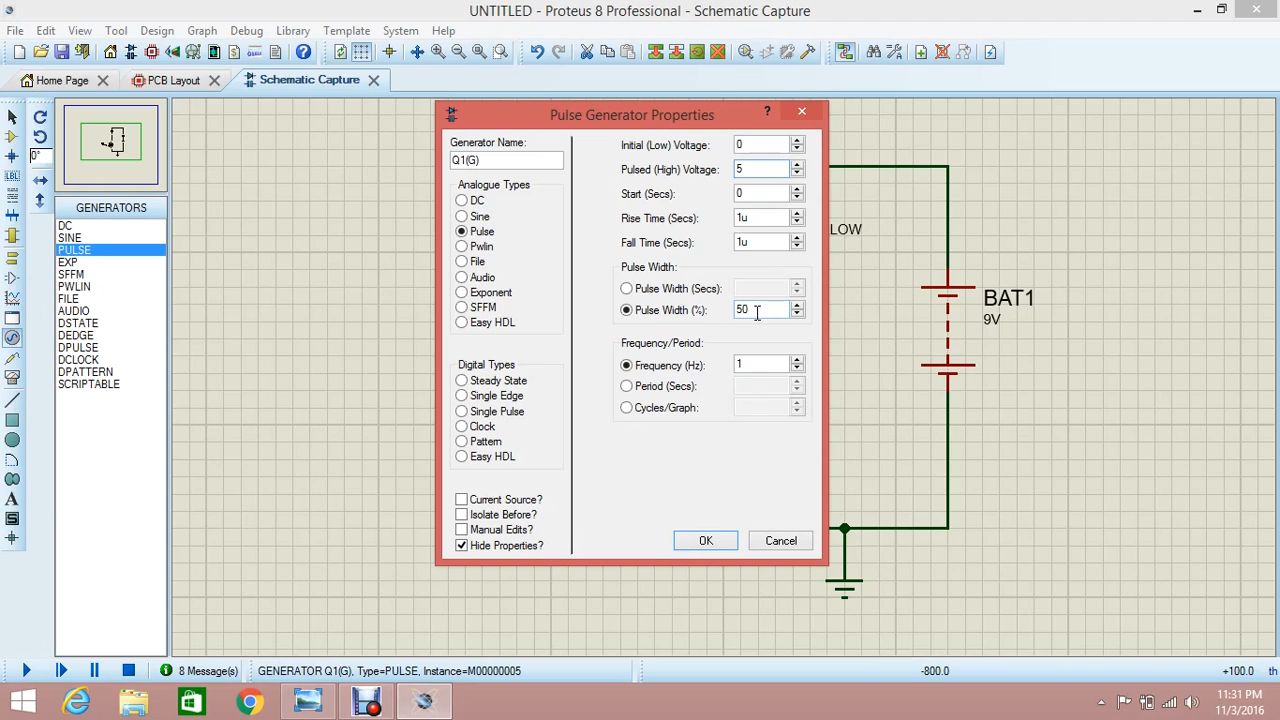 UNTITLED - Proteus 8 Professional - Schematic Capture
File Edit View Tool Design Graph Debug Library Template System Help
Home Page
PCB Layout
Schematic Capture
0°
LBL
A
GENERATORS
DC
SINE
PULSE
EXP
SFFM
PWLIN
FILE
AUDIO
DSTATE
DEDGE
DPULSE
DCLOCK
DPATTERN
SCRIPTABLE
Pulse Generator Properties
?
Generator Name:
Q1(G)
Analogue Types
DC
Sine
Pulse
Pwlin
File
Audio
Exponent
SFFM
Easy HDL
Digital Types
Steady State
Single Edge
Single Pulse
Clock
Pattern
Easy HDL
Current Source?
Isolate Before?
Manual Edits?
Hide Properties?
Initial (Low) Voltage: 0
Pulsed (High) Voltage: 5
Start (Secs): 0
Rise Time (Secs): 1u
Fall Time (Secs): 1u
Pulse Width:
Pulse Width (Secs):
Pulse Width (%): 50
Frequency/Period:
Frequency (Hz): 1
Period (Secs):
Cycles/Graph:
OK Cancel
LOW
BAT1
9V
8 Message(s)
GENERATOR Q1(G), Type=PULSE, Instance=M00000005
-800.0
+100.0
th
11:31 PM
11/3/2016